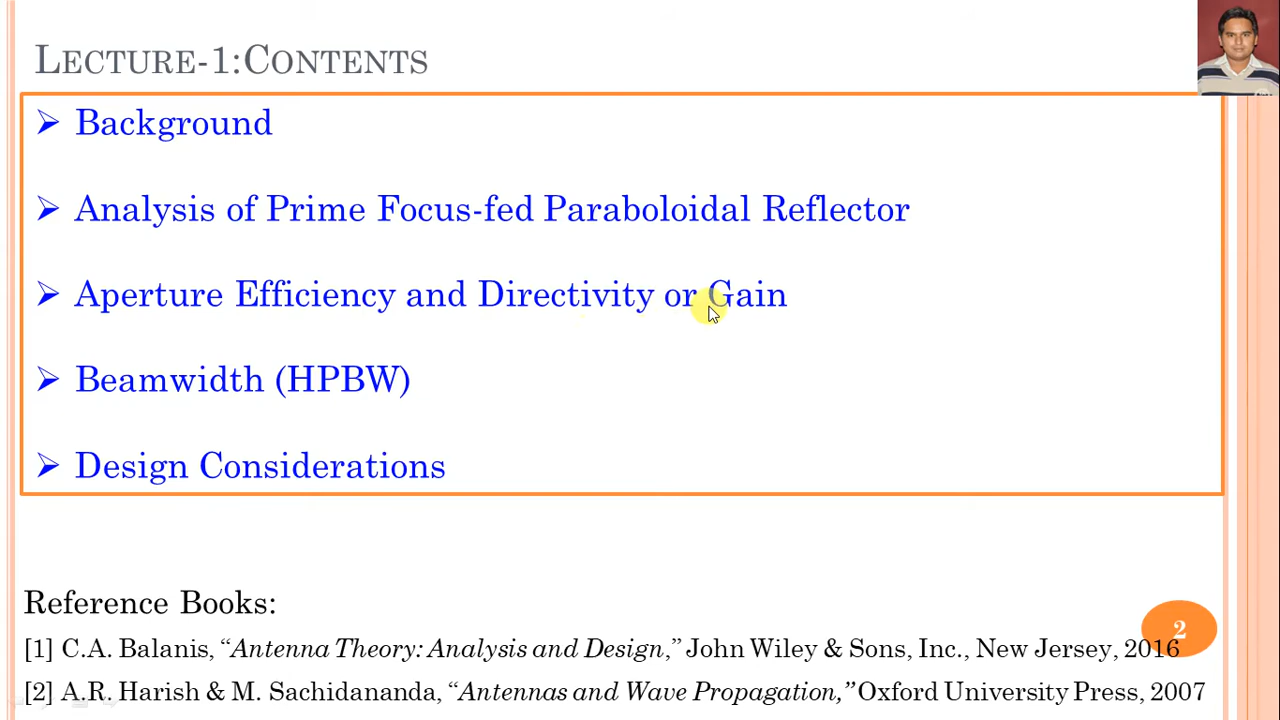 LECTURE-1:CONTENTS
➢ Background
➢ Analysis of Prime Focus-fed Paraboloidal Reflector
➢ Aperture Efficiency and Directivity or Gain
➢ Beamwidth (HPBW)
➢ Design Considerations
Reference Books:
2
[1] C.A. Balanis, “Antenna Theory: Analysis and Design,” John Wiley & Sons, Inc., New Jersey, 2016
[2] A.R. Harish & M. Sachidananda, “Antennas and Wave Propagation,” Oxford University Press, 2007